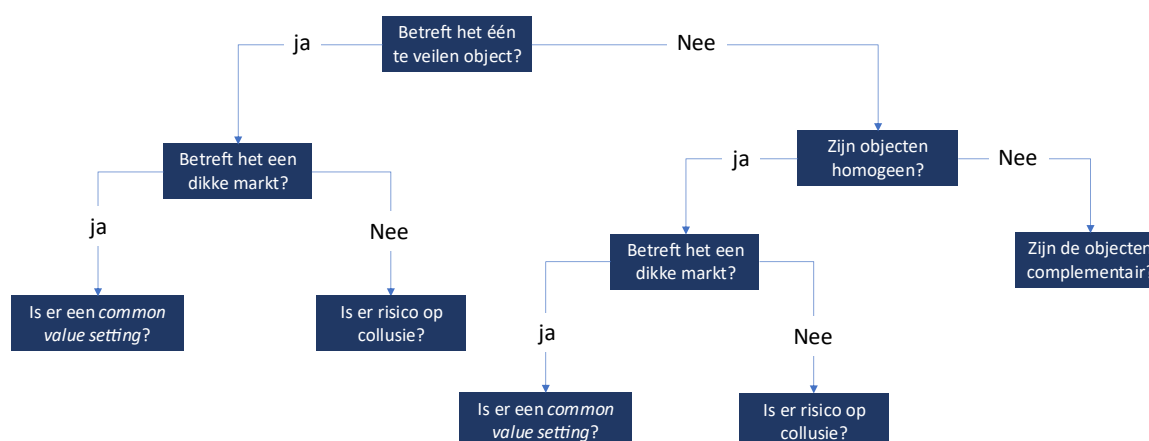 Betreft het één
te veilen object?
ja
Nee
Betreft het een
dikke markt?
Zijn objecten
homogeen?
ja
Nee
ja
Nee
Betreft het een
dikke markt?
Zijn de objecten
complementair?
Is er een common
value setting?
Is er risico op
collusie?
ja
Nee
Is er een common
value setting?
Is er risico op
collusie?